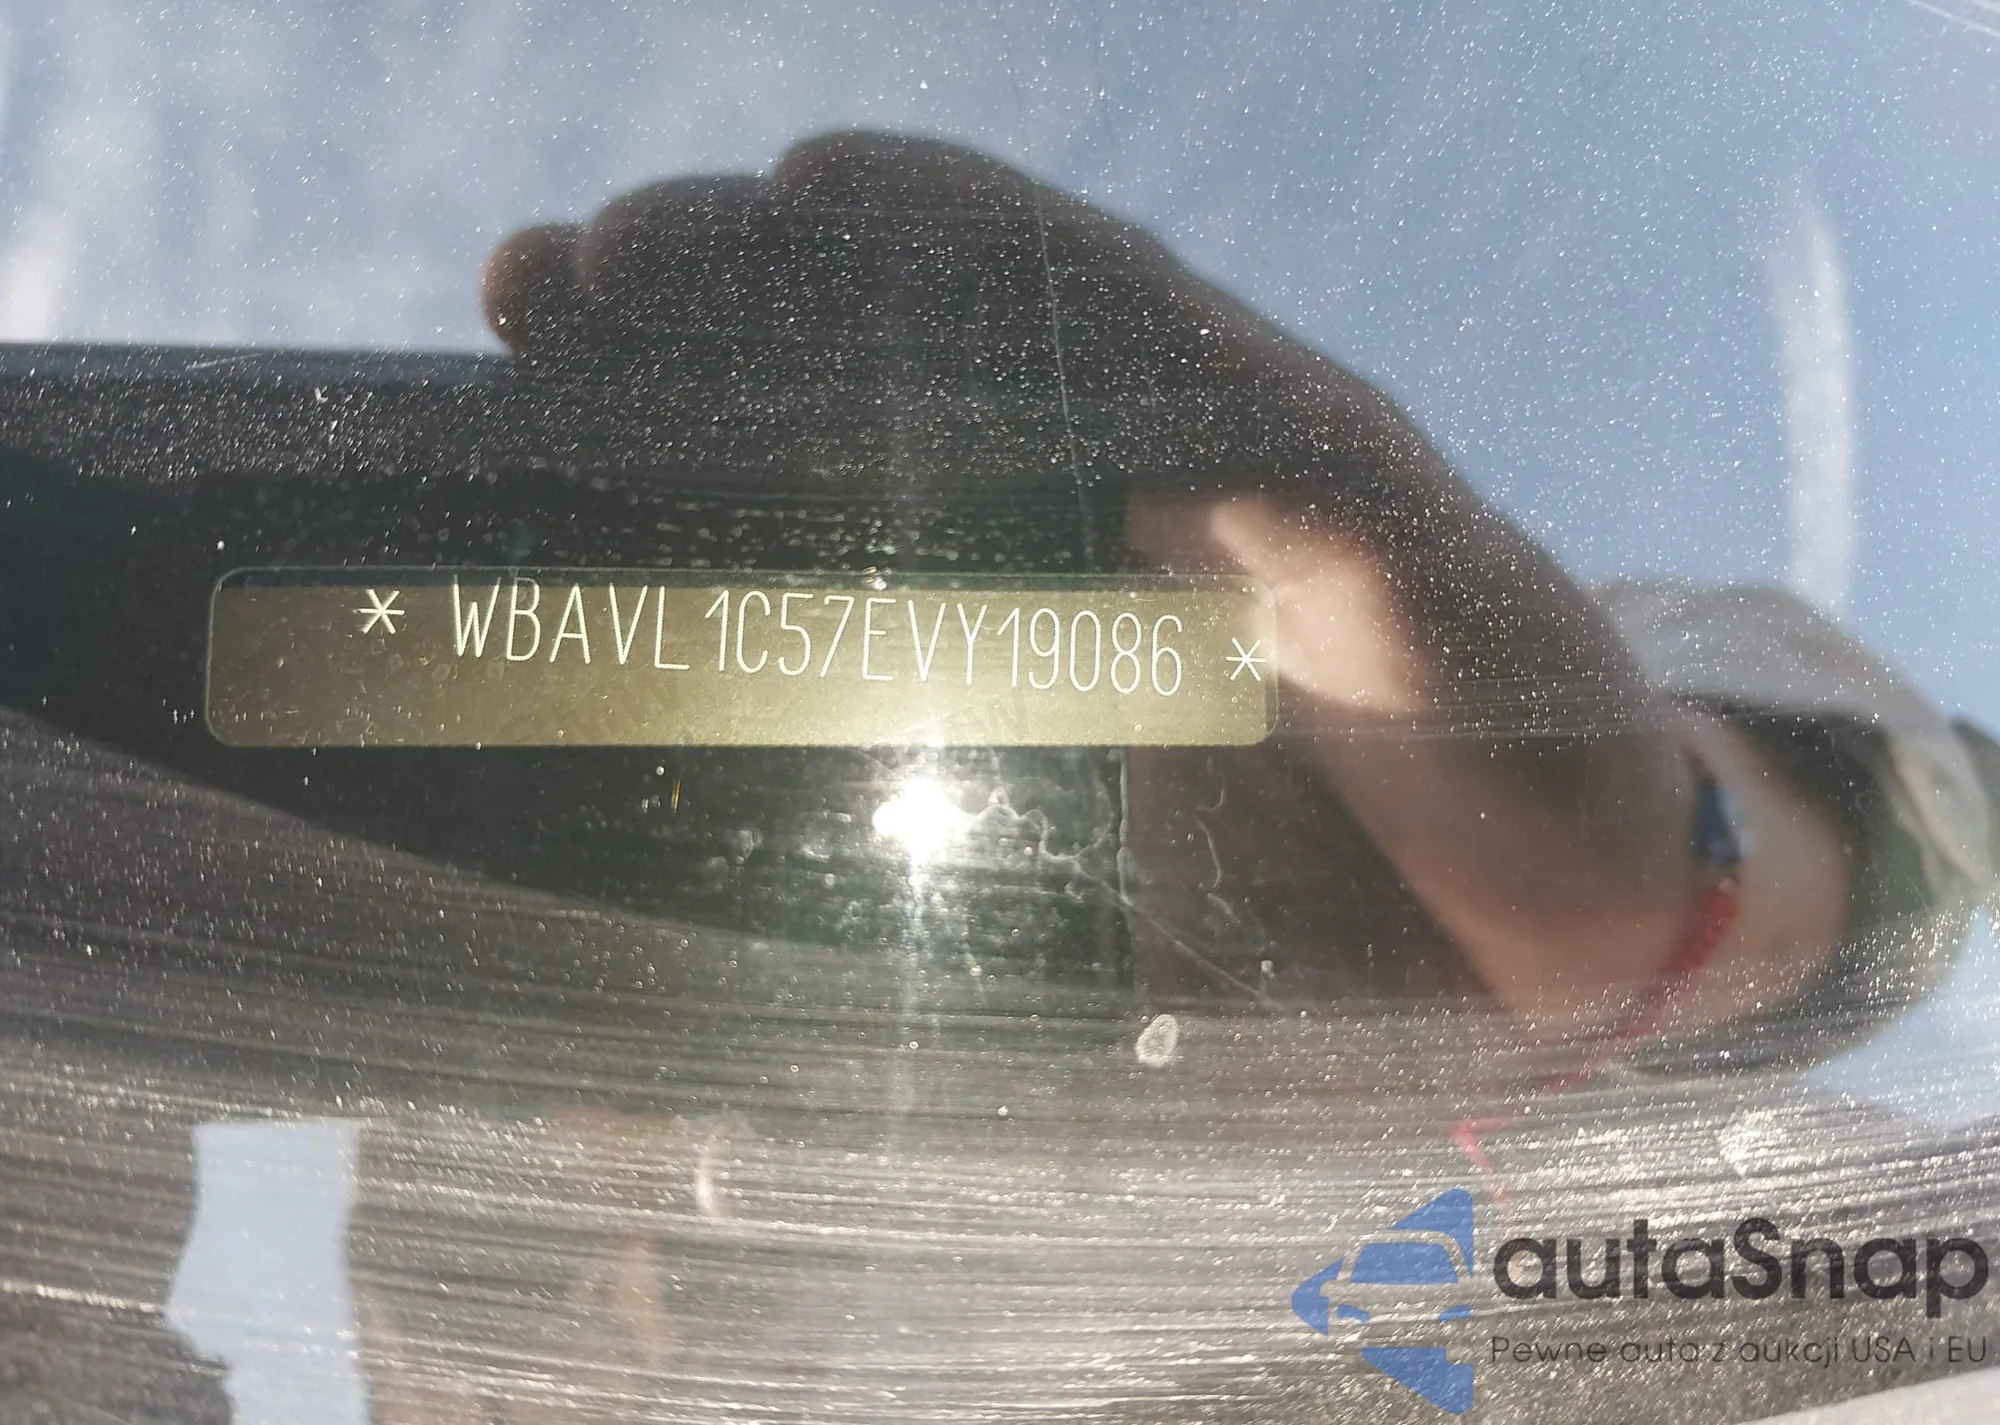 * WBAVL1C57EVY19086 *
autaSnap
Pewne auta z aukcji USA i EU